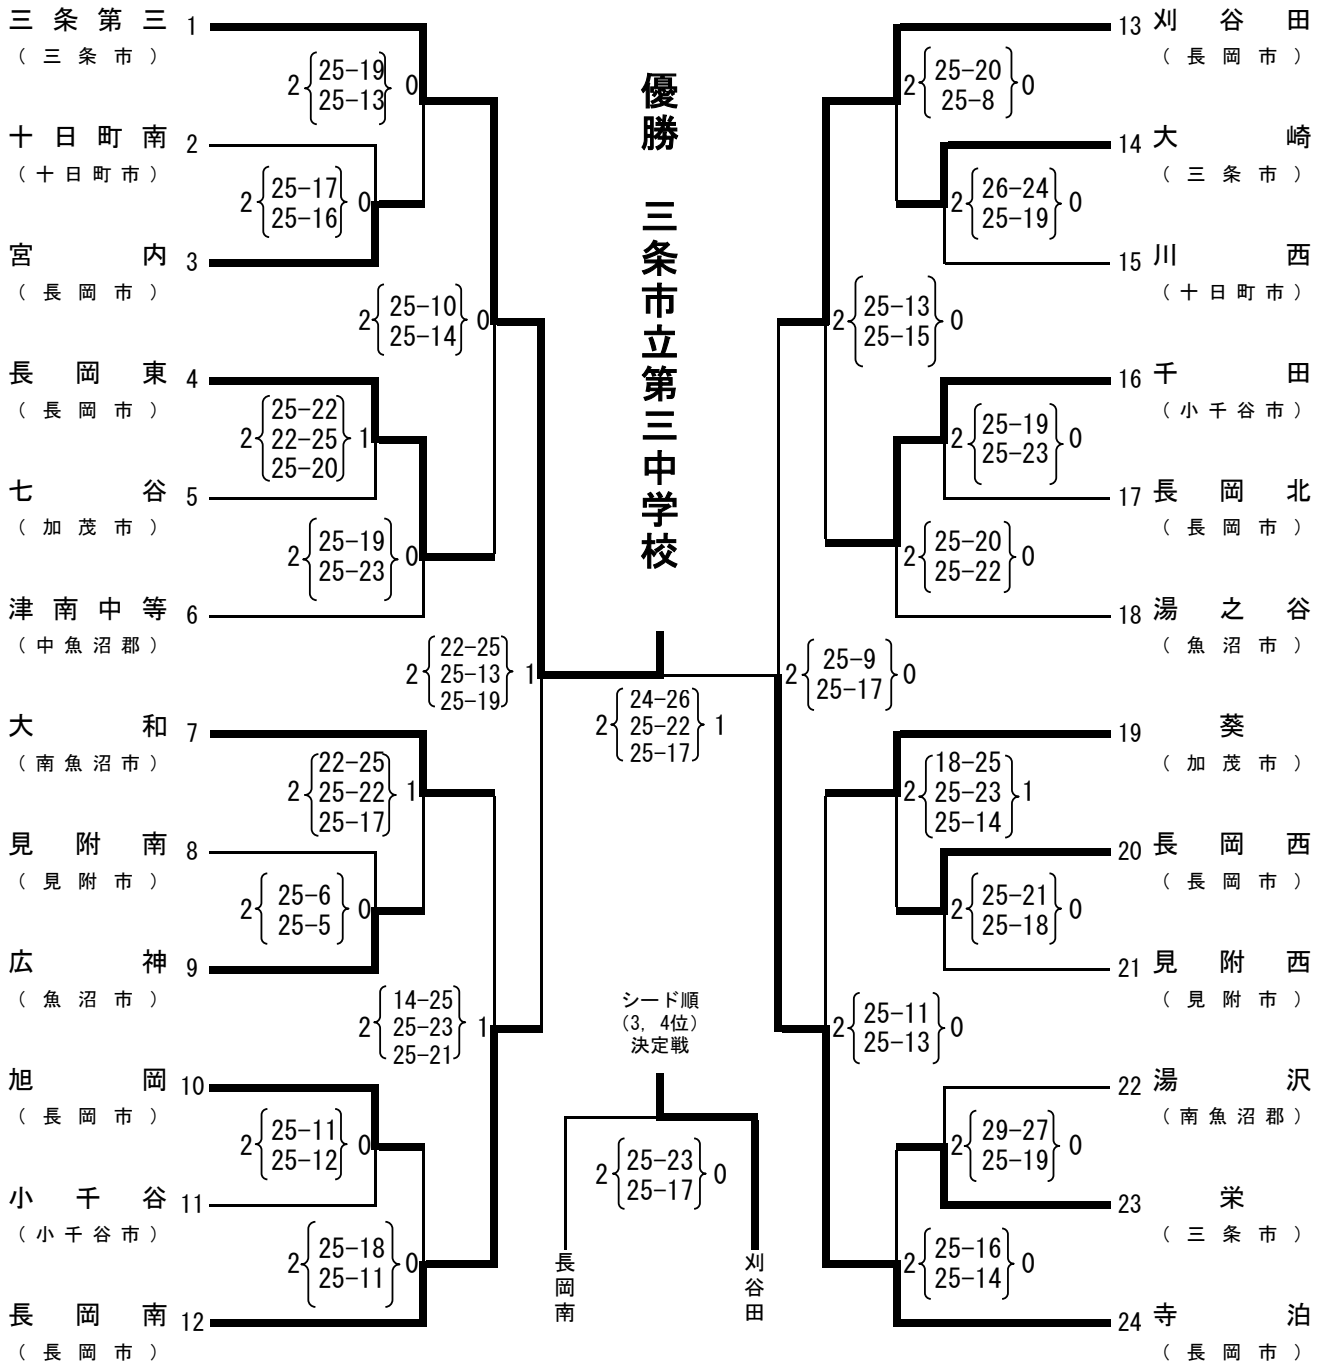 三条第三 1
（三条市）
2 25-19 0
25-13
十日町南 2
（十日町市）
2 25-17 0
25-16
宮内 3
（長岡市）
2 25-10 0
25-14
長岡東 4
（長岡市）
2 25-22 1
22-25
25-20
七谷 5
（加茂市）
2 25-19 0
25-23
津南中等 6
（中魚沼郡）
2 22-25 1
25-13
25-19
大和 7
（南魚沼市）
2 22-25 1
25-22
25-17
見附南 8
（見附市）
2 25-6 0
25-5
広神 9
（魚沼市）
2 14-25 1
25-23
25-21
旭岡 10
（長岡市）
2 25-11 0
25-12
小千谷 11
（小千谷市）
2 25-18 0
25-11
長岡南 12
（長岡市）
優勝 三条市立第三中学校
2 24-26 1
25-22
25-17
シード順
（3, 4位）
決定戦
2 25-23 0
25-17
長岡南
刈谷田
13 刈谷田
（長岡市）
2 25-20 0
25-8
14 大崎
（三条市）
2 26-24 0
25-19
15 川西
（十日町市）
2 25-13 0
25-15
16 千田
（小千谷市）
2 25-19 0
25-23
17 長岡北
（長岡市）
2 25-20 0
25-22
18 湯之谷
（魚沼市）
2 25-9 0
25-17
19 葵
（加茂市）
2 18-25 1
25-23
25-14
20 長岡西
（長岡市）
2 25-21 0
25-18
21 見附西
（見附市）
2 25-11 0
25-13
22 湯沢
（南魚沼郡）
2 29-27 0
25-19
23 栄
（三条市）
2 25-16 0
25-14
24 寺泊
（長岡市）